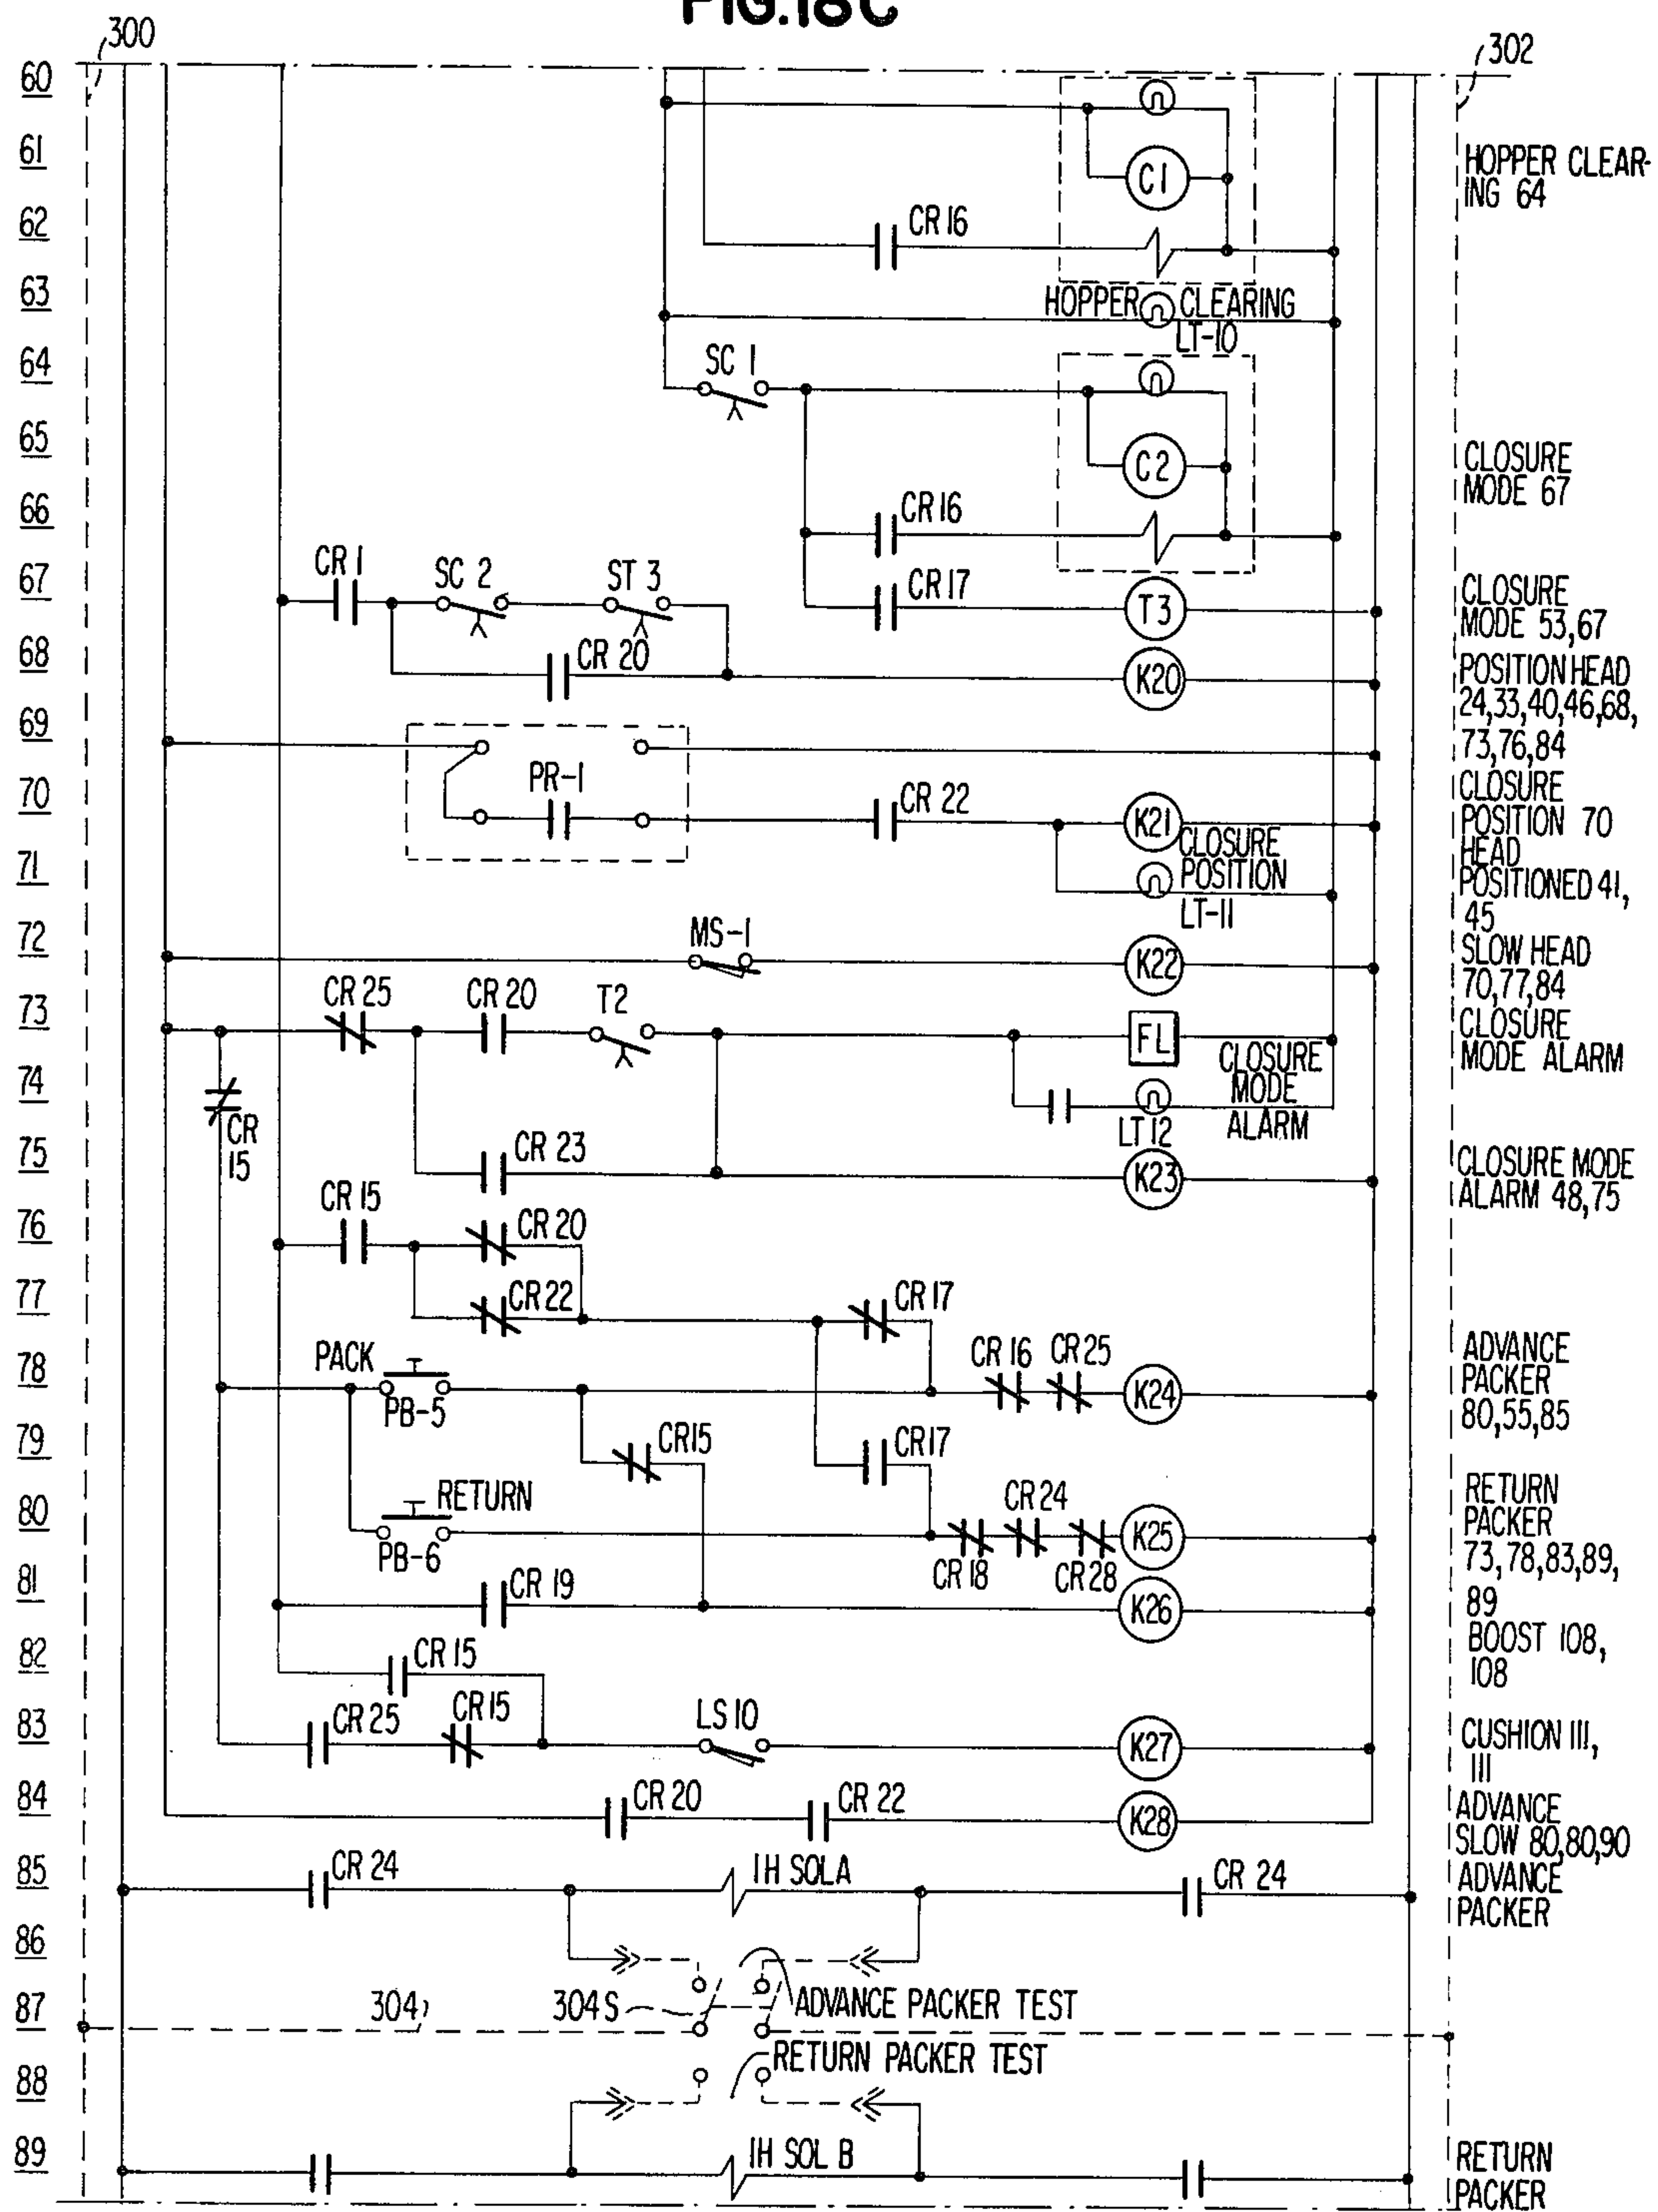 FIG.18C
300
302
60
61
HOPPER CLEAR-
ING 64
C1
62
CR 16
63
HOPPER CLEARING
LT-10
64
SC 1
65
C2
CLOSURE
MODE 67
66
CR 16
67
CR 1
SC 2
ST 3
CR 17
T3
CLOSURE
MODE 53,67
68
CR 20
K20
POSITION HEAD
24,33,40,46,68,
73,76,84
69
70
PR-1
CR 22
K21
CLOSURE
POSITION 70
HEAD
POSITIONED 41,
45
71
CLOSURE
POSITION
LT-11
72
MS-1
K22
SLOW HEAD
70,77,84
73
CR 25
CR 20
T2
FL
CLOSURE
MODE ALARM
74
CR
15
CLOSURE
MODE
ALARM
LT 12
75
CR 23
K23
CLOSURE MODE
ALARM 48,75
76
CR 15
CR 20
77
CR 22
CR 17
78
PACK
PB-5
CR 16
CR 25
K24
ADVANCE
PACKER
80,55,85
79
CR15
CR17
80
RETURN
PB-6
CR 24
CR 18
CR 28
K25
RETURN
PACKER
73,78,83,89,
89
81
CR 19
K26
BOOST 108,
108
82
CR 15
83
CR 25
CR 15
LS 10
K27
CUSHION 111,
111
84
CR 20
CR 22
K28
ADVANCE
SLOW 80,80,90
85
CR 24
1H SOLA
CR 24
ADVANCE
PACKER
86
87
304
304S
ADVANCE PACKER TEST
88
RETURN PACKER TEST
89
1H SOL B
RETURN
PACKER